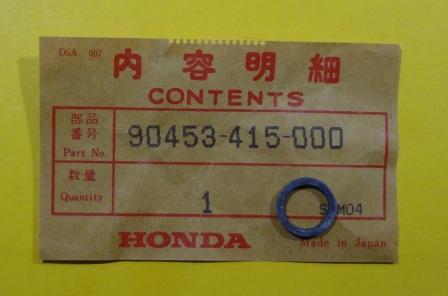 D5A 007
内容明細
CONTENTS
部品
番号
Part No.
90453-415-000
数量
Quantity
1
HONDA
Made in Japan